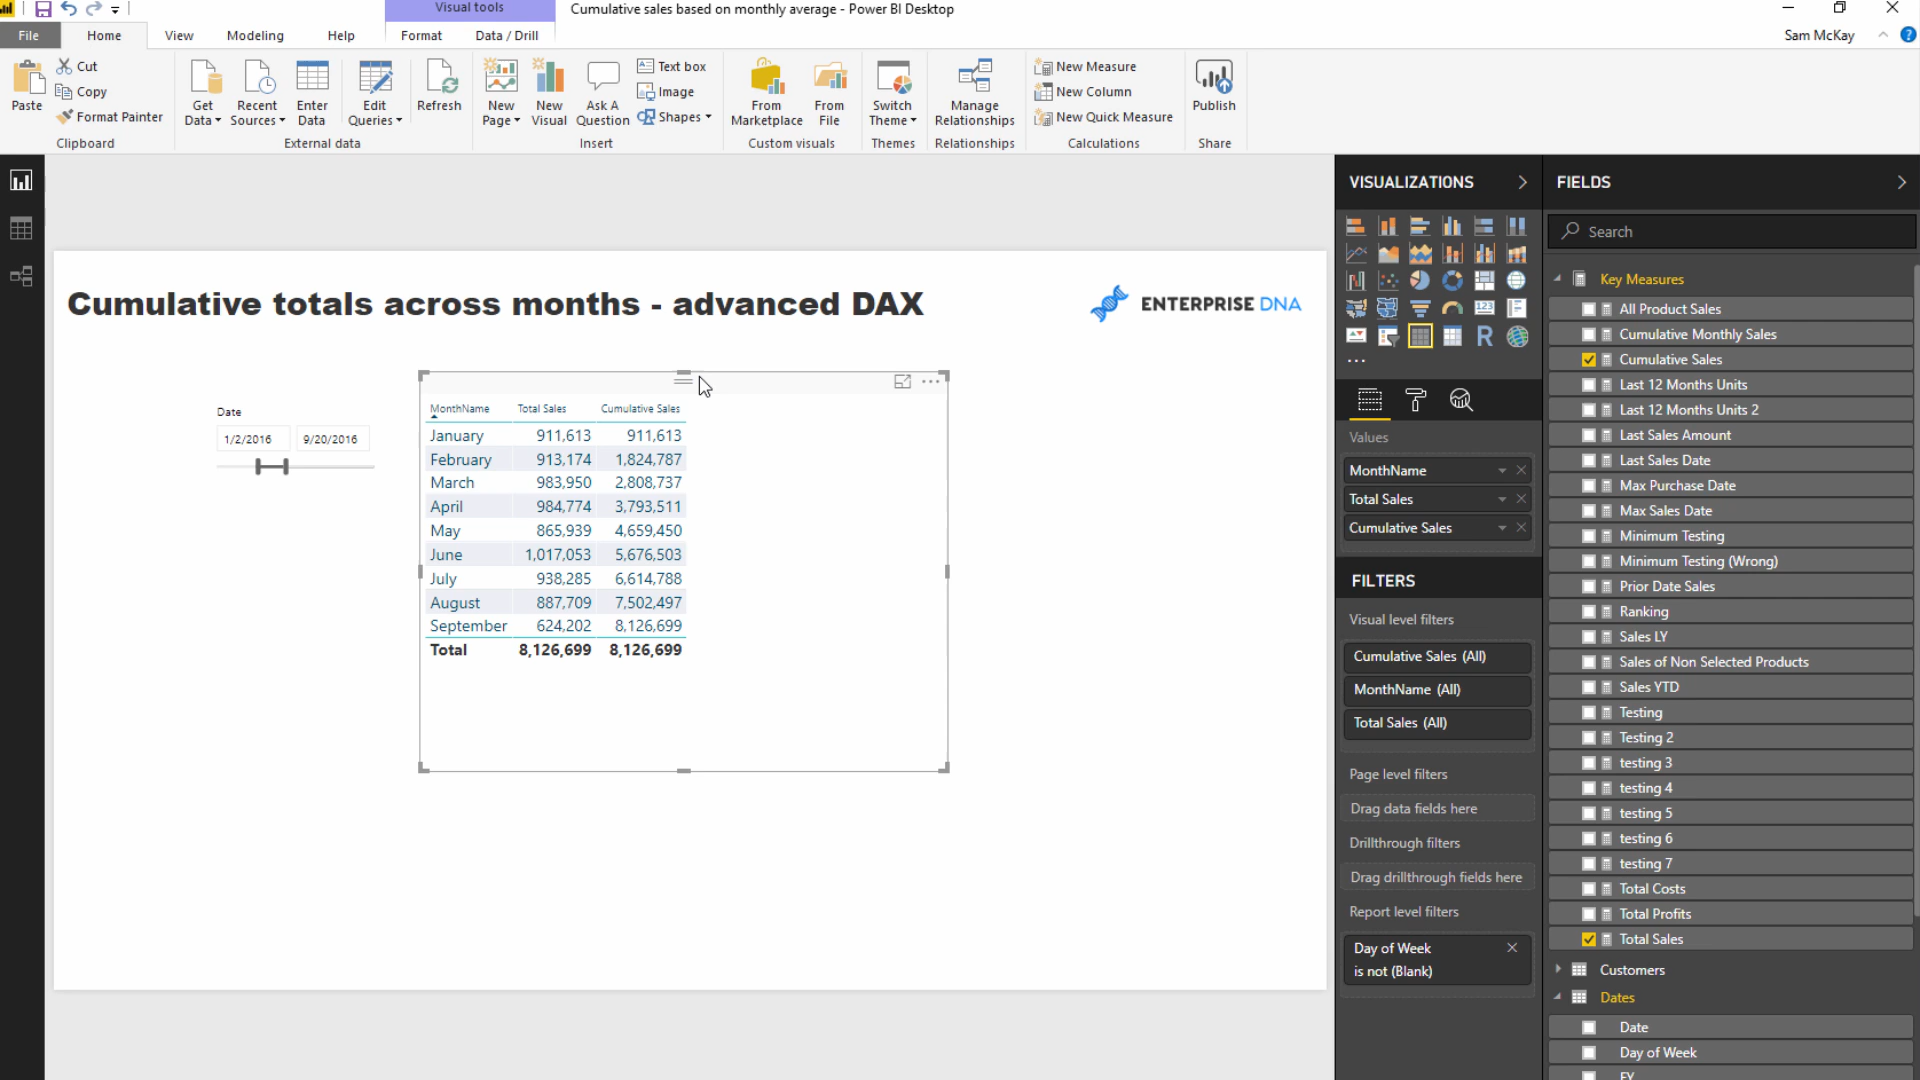 Visual tools
Cumulative sales based on monthly average - Power BI Desktop
File
Home
View
Modeling
Help
Format
Data / Drill
Sam McKay
?
Paste
Cut
Copy
Format Painter
Clipboard
Get Data
Recent Sources
Enter Data
Edit Queries
Refresh
External data
New Page
New Visual
Ask A Question
Text box
Image
Shapes
Insert
From Marketplace
From File
Custom visuals
Switch Theme
Themes
Manage Relationships
Relationships
New Measure
New Column
New Quick Measure
Calculations
Publish
Share
Cumulative totals across months - advanced DAX
ENTERPRISE DNA
Date
1/2/2016 9/20/2016
MonthName Total Sales Cumulative Sales
January 911,613 911,613
February 913,174 1,824,787
March 983,950 2,808,737
April 984,774 3,793,511
May 865,939 4,659,450
June 1,017,053 5,676,503
July 938,285 6,614,788
August 887,709 7,502,497
September 624,202 8,126,699
Total 8,126,699 8,126,699
VISUALIZATIONS
123
R
Values
MonthName
Total Sales
Cumulative Sales
FILTERS
Visual level filters
Cumulative Sales (All)
MonthName (All)
Total Sales (All)
Page level filters
Drag data fields here
Drillthrough filters
Drag drillthrough fields here
Report level filters
Day of Week
is not (Blank)
FIELDS
Search
Key Measures
All Product Sales
Cumulative Monthly Sales
Cumulative Sales
Last 12 Months Units
Last 12 Months Units 2
Last Sales Amount
Last Sales Date
Max Purchase Date
Max Sales Date
Minimum Testing
Minimum Testing (Wrong)
Prior Date Sales
Ranking
Sales LY
Sales of Non Selected Products
Sales YTD
Testing
Testing 2
testing 3
testing 4
testing 5
testing 6
testing 7
Total Costs
Total Profits
Total Sales
Customers
Dates
Date
Day of Week
FY